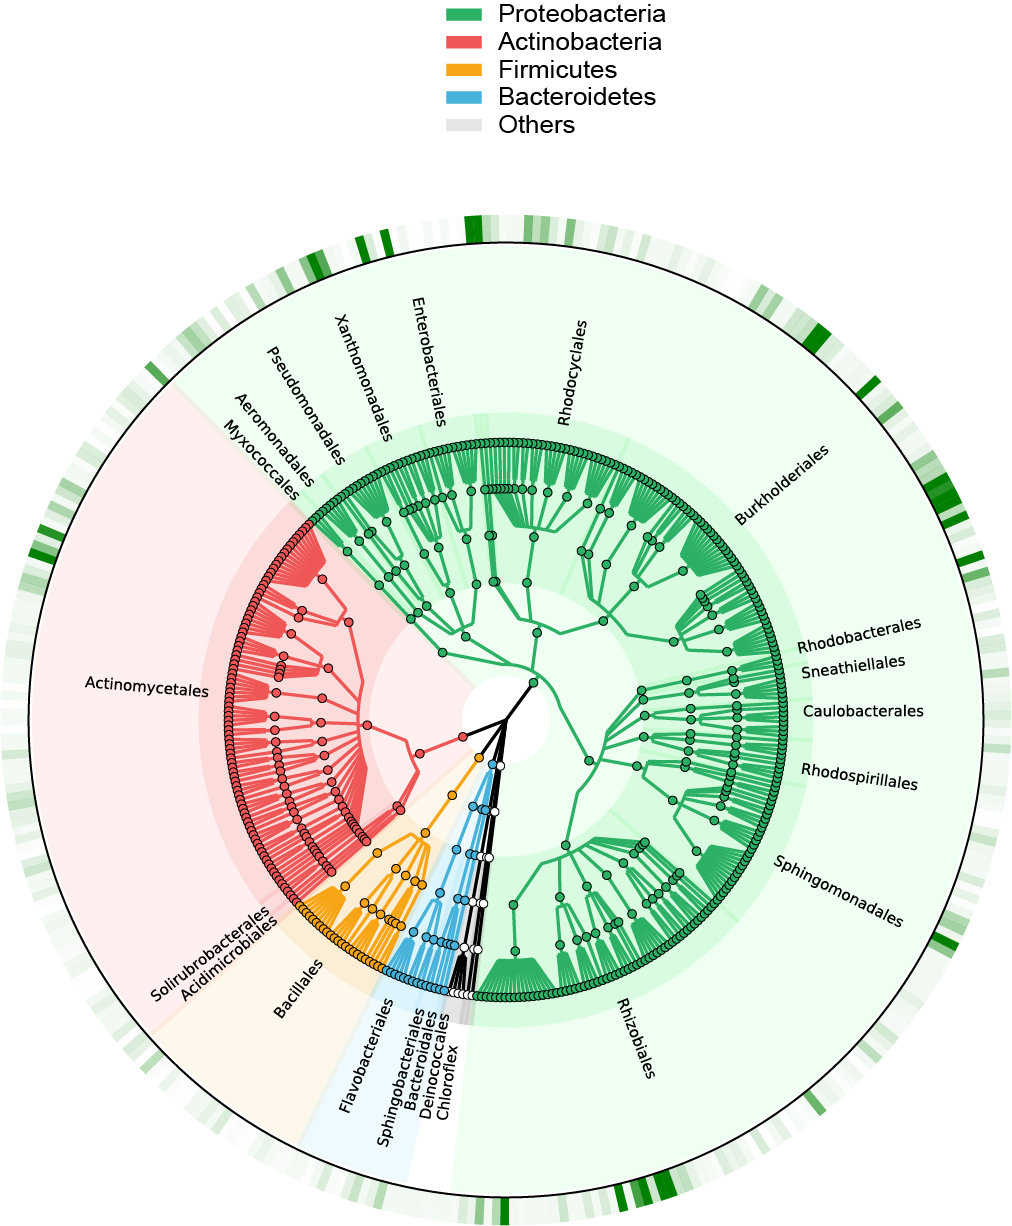 Proteobacteria
Actinobacteria
Firmicutes
Bacteroidetes
Others
Enterobacteriales
Rhodocyclales
Xanthomonadales
Pseudomonadales
Aeromonadales
Myxococcales
Burkholderiales
Rhodobacterales
Sneathiellales
Caulobacterales
Rhodospirillales
Sphingomonadales
Rhizobiales
Actinomycetales
Solirubrobacterales
Acidimicrobiales
Bacillales
Flavobacteriales
Sphingobacteriales
Bacteroidales
Deinococcales
Chloroflex